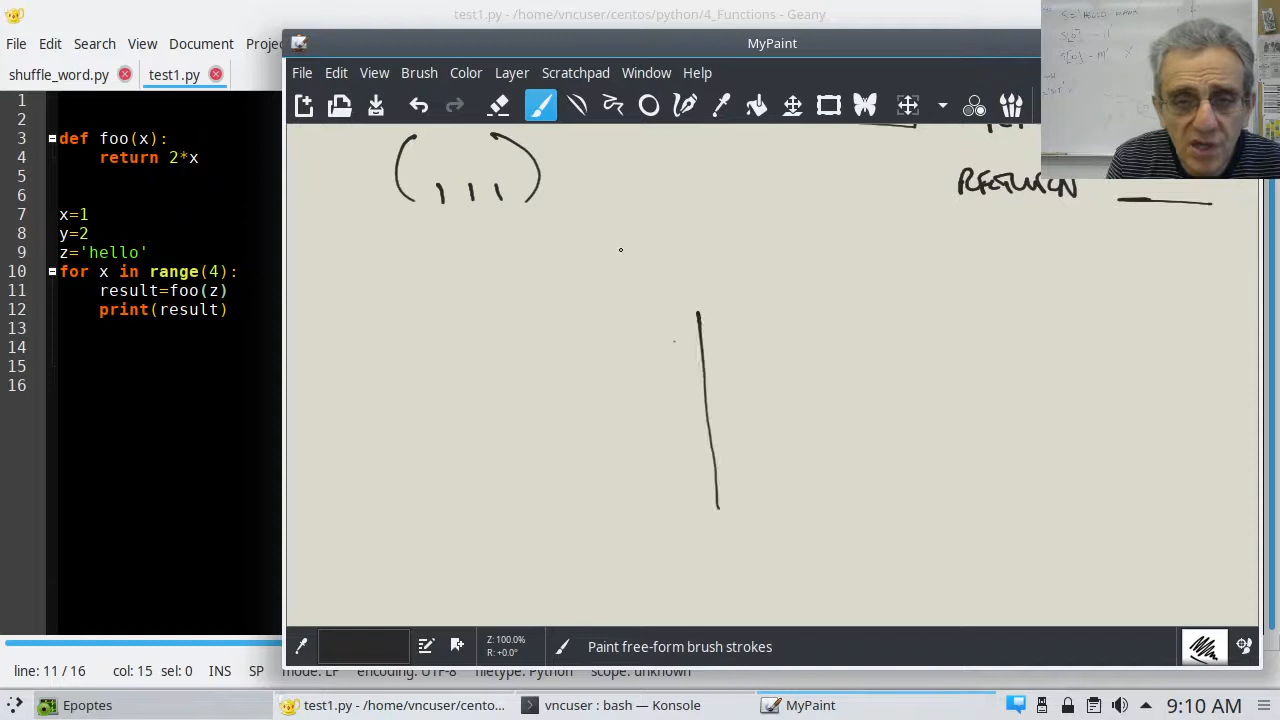 test1.py - /home/vncuser/centos/python/4_Functions - Geany
File Edit Search View Document Projec
shuffle_word.py test1.py
1
2
3 def foo(x):
4 return 2*x
5
6
7 x=1
8 y=2
9 z='hello'
10 for x in range(4):
11 result=foo(z)
12 print(result)
13
14
15
16
MyPaint
File Edit View Brush Color Layer Scratchpad Window Help
RETURN
Z: 100.0%
R: +0.0°
Paint free-form brush strokes
line: 11 / 16 col: 15 sel: 0 INS SP mode: LF encoding: UTF-8 filetype: Python scope: unknown
Epoptes test1.py - /home/vncuser/cento... vncuser : bash — Konsole MyPaint 9:10 AM